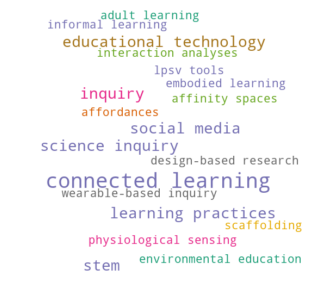 adult learning
informal learning
educational technology
interaction analyses
lpsv tools
embodied learning
inquiry
affinity spaces
affordances
social media
science inquiry
design-based research
connected learning
wearable-based inquiry
learning practices
scaffolding
physiological sensing
environmental education
stem